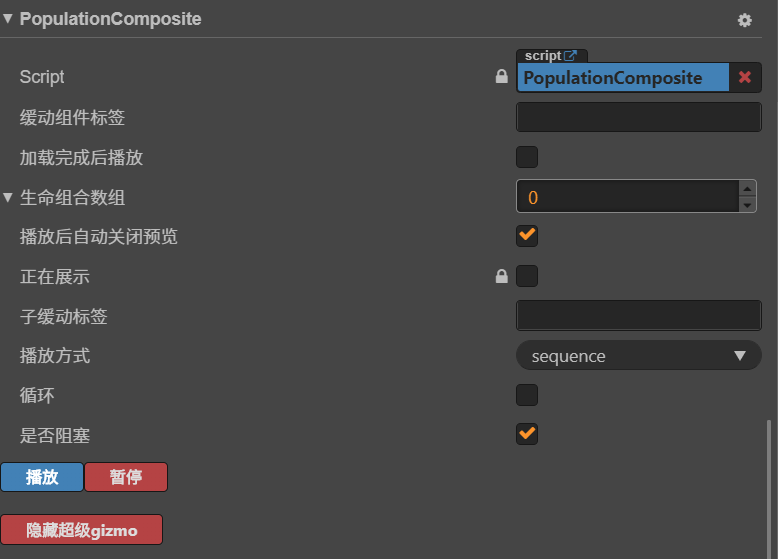 PopulationComposite
script
Script
PopulationComposite
缓动组件标签
加载完成后播放
生命组合数组
0
播放后自动关闭预览
正在展示
子缓动标签
播放方式
sequence
循环
是否阻塞
播放
暂停
隐藏超级gizmo